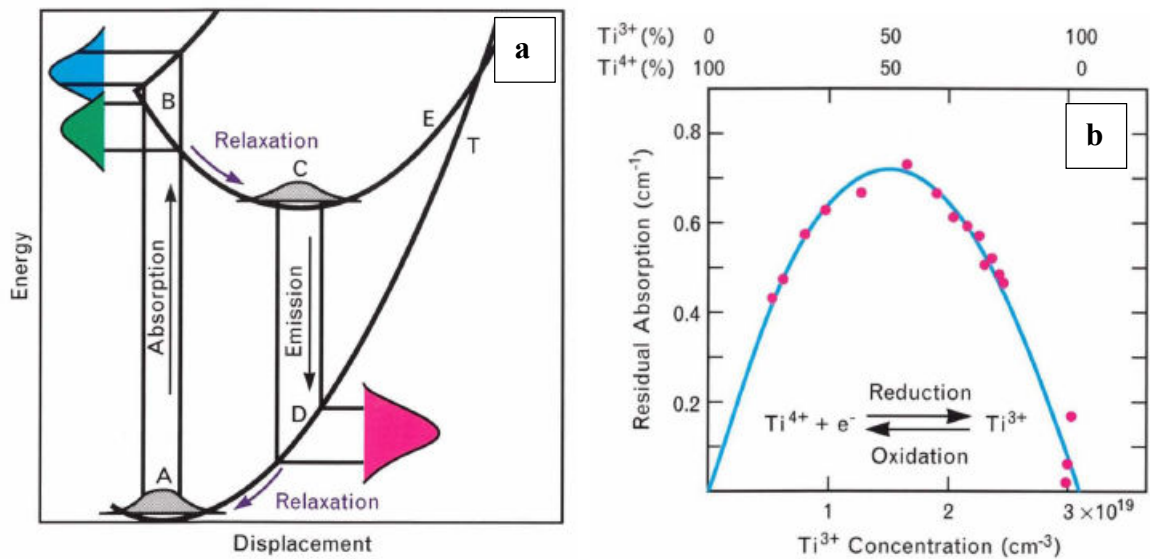 a
B
Relaxation
E
T
C
Energy
Absorption
Emission
D
A
Relaxation
Displacement
b
Ti³⁺(%) 0 50 100
Ti⁴⁺(%) 100 50 0
Residual Absorption (cm⁻¹)
0.8
0.6
0.4
0.2
Reduction
Ti⁴⁺ + e⁻ Ti³⁺
Oxidation
1 2 3 ×10¹⁹
Ti³⁺ Concentration (cm⁻³)